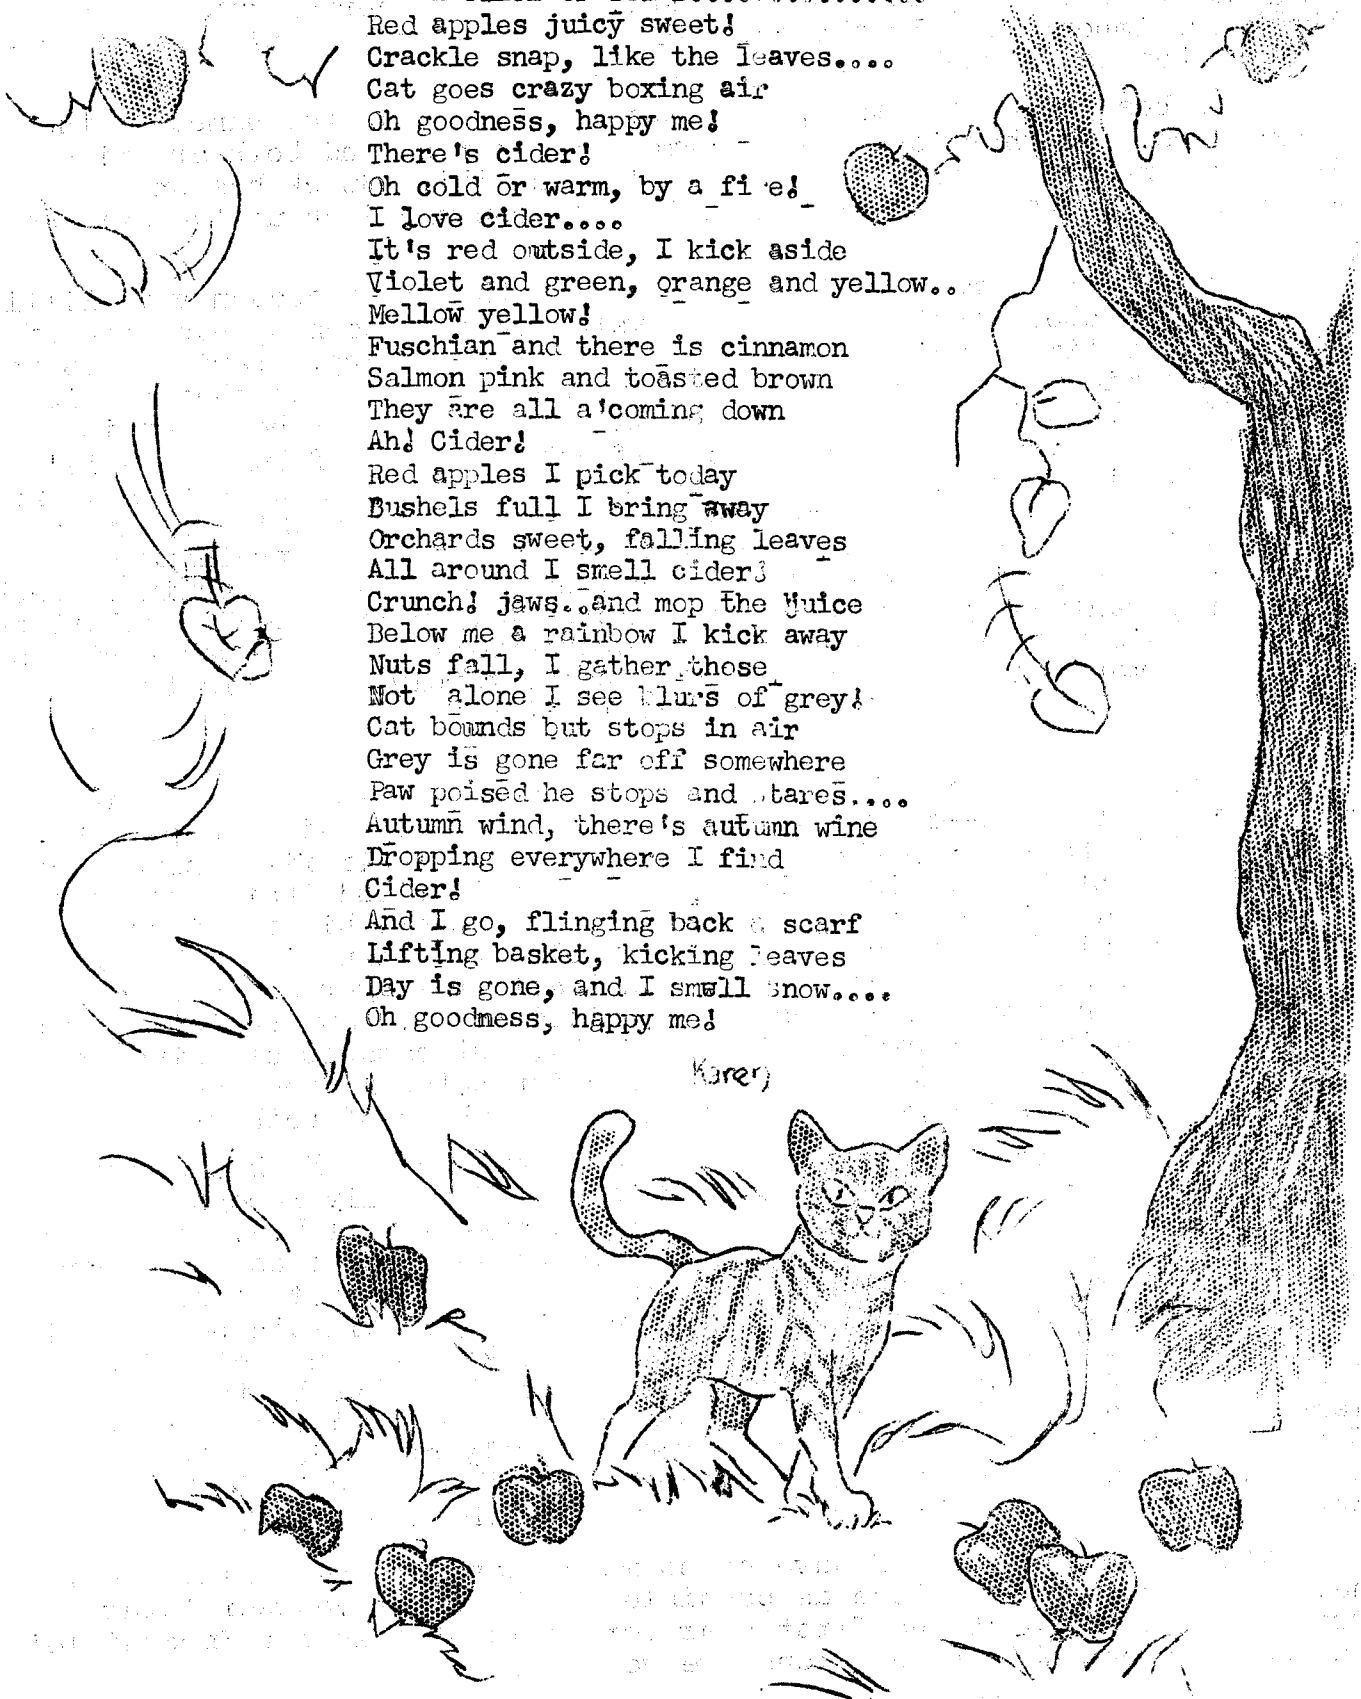 Red apples juicy sweet!
Crackle snap, like the leaves....
Cat goes crazy boxing air
Oh goodness, happy me!
There's cider!
Oh cold or warm, by a fi e!
I love cider....
It's red outside, I kick aside
Violet and green, orange and yellow..
Mellow yellow!
Fuschian and there is cinnamon
Salmon pink and toasted brown
They are all a'coming down
Ah! Cider!
Red apples I pick today
Bushels full I bring away
Orchards sweet, falling leaves
All around I smell cider!
Crunch! jaws..and mop the juice
Below me a rainbow I kick away
Nuts fall, I gather those
Not alone I see blurs of grey!
Cat bounds but stops in air
Grey is gone far off somewhere
Paw poised he stops and stares....
Autumn wind, there's autumn wine
Dropping everywhere I find
Cider!
And I go, flinging back a scarf
Lifting basket, kicking leaves
Day is gone, and I smell snow....
Oh goodness, happy me!
Karen